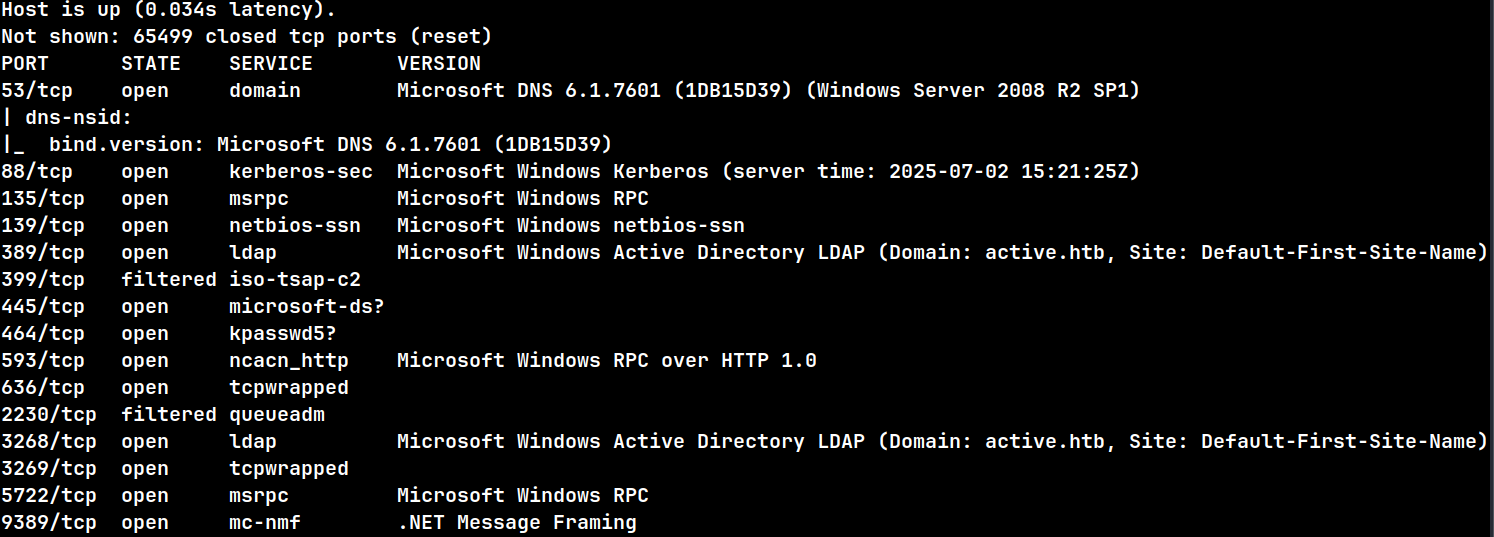 Host is up (0.034s latency).
Not shown: 65499 closed tcp ports (reset)
PORT      STATE    SERVICE       VERSION
53/tcp    open     domain        Microsoft DNS 6.1.7601 (1DB15D39) (Windows Server 2008 R2 SP1)
| dns-nsid:
|_  bind.version: Microsoft DNS 6.1.7601 (1DB15D39)
88/tcp    open     kerberos-sec  Microsoft Windows Kerberos (server time: 2025-07-02 15:21:25Z)
135/tcp   open     msrpc         Microsoft Windows RPC
139/tcp   open     netbios-ssn   Microsoft Windows netbios-ssn
389/tcp   open     ldap          Microsoft Windows Active Directory LDAP (Domain: active.htb, Site: Default-First-Site-Name)
399/tcp   filtered iso-tsap-c2
445/tcp   open     microsoft-ds?
464/tcp   open     kpasswd5?
593/tcp   open     ncacn_http    Microsoft Windows RPC over HTTP 1.0
636/tcp   open     tcpwrapped
2230/tcp  filtered queueadm
3268/tcp  open     ldap          Microsoft Windows Active Directory LDAP (Domain: active.htb, Site: Default-First-Site-Name)
3269/tcp  open     tcpwrapped
5722/tcp  open     msrpc         Microsoft Windows RPC
9389/tcp  open     mc-nmf        .NET Message Framing